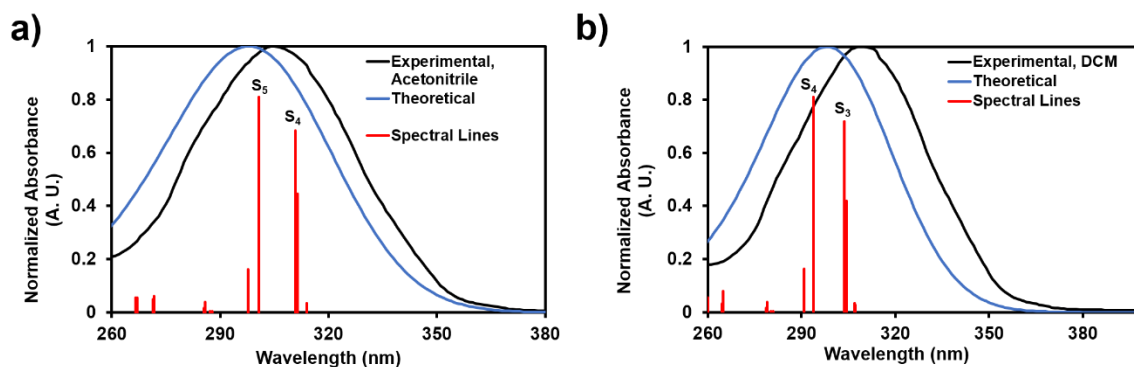 a)
Normalized Absorbance
(A. U.)
1
0.8
0.6
0.4
0.2
0
260
290
320
350
380
Wavelength (nm)
S5
S4
Experimental,
Acetonitrile
Theoretical
Spectral Lines
b)
Normalized Absorbance
(A. U.)
1
0.8
0.6
0.4
0.2
0
260
290
320
350
380
Wavelength (nm)
S4
S3
Experimental, DCM
Theoretical
Spectral Lines